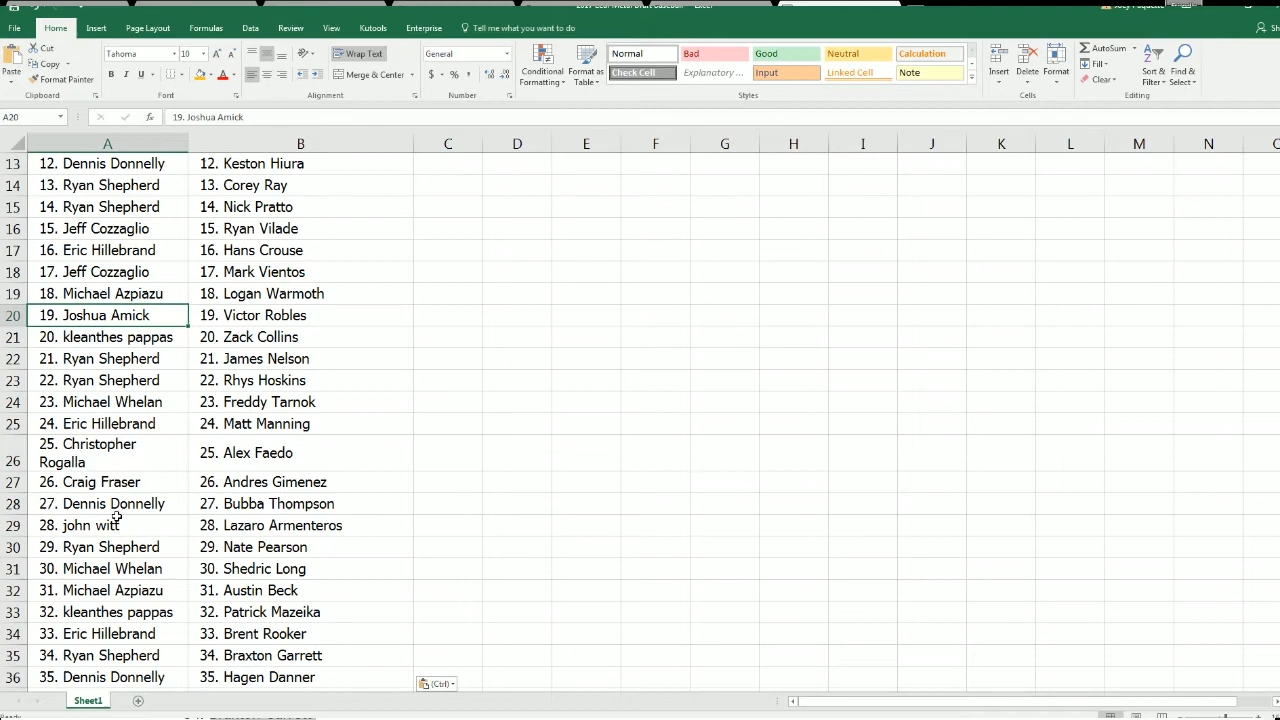 File Home Insert Page Layout Formulas Data Review View Kutools Enterprise Tell me what you want to do
Cut Tahoma 10 Wrap Text General Normal Bad Good Neutral Calculation AutoSum
Copy Fill
Paste Format Painter Merge & Center $ % Conditional Formatting Format as Table Check Cell Explanatory ... Input Linked Cell Note Insert Delete Format Clear Sort & Filter Find & Select
Clipboard Font Alignment Number Styles Cells Editing
A20 fx 19. Joshua Amick
A B C D E F G H I J K L M N
13 12. Dennis Donnelly 12. Keston Hiura
14 13. Ryan Shepherd 13. Corey Ray
15 14. Ryan Shepherd 14. Nick Pratto
16 15. Jeff Cozzaglio 15. Ryan Vilade
17 16. Eric Hillebrand 16. Hans Crouse
18 17. Jeff Cozzaglio 17. Mark Vientos
19 18. Michael Azpiazu 18. Logan Warmoth
20 19. Joshua Amick 19. Victor Robles
21 20. kleanthes pappas 20. Zack Collins
22 21. Ryan Shepherd 21. James Nelson
23 22. Ryan Shepherd 22. Rhys Hoskins
24 23. Michael Whelan 23. Freddy Tarnok
25 24. Eric Hillebrand 24. Matt Manning
26 25. Christopher Rogalla 25. Alex Faedo
27 26. Craig Fraser 26. Andres Gimenez
28 27. Dennis Donnelly 27. Bubba Thompson
29 28. john witt 28. Lazaro Armenteros
30 29. Ryan Shepherd 29. Nate Pearson
31 30. Michael Whelan 30. Shedric Long
32 31. Michael Azpiazu 31. Austin Beck
33 32. kleanthes pappas 32. Patrick Mazeika
34 33. Eric Hillebrand 33. Brent Rooker
35 34. Ryan Shepherd 34. Braxton Garrett
36 35. Dennis Donnelly 35. Hagen Danner
(Ctrl)
Sheet1